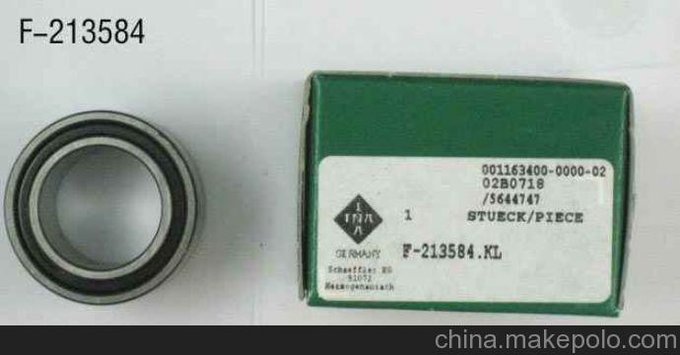 F-213584
001163400-0000-02
02B0718
/5644747
1 STUECK/PIECE
INA
GERMANY
F-213584.KL
Schaeffler KG
91072
Herzogenaurach
china.makepolo.com